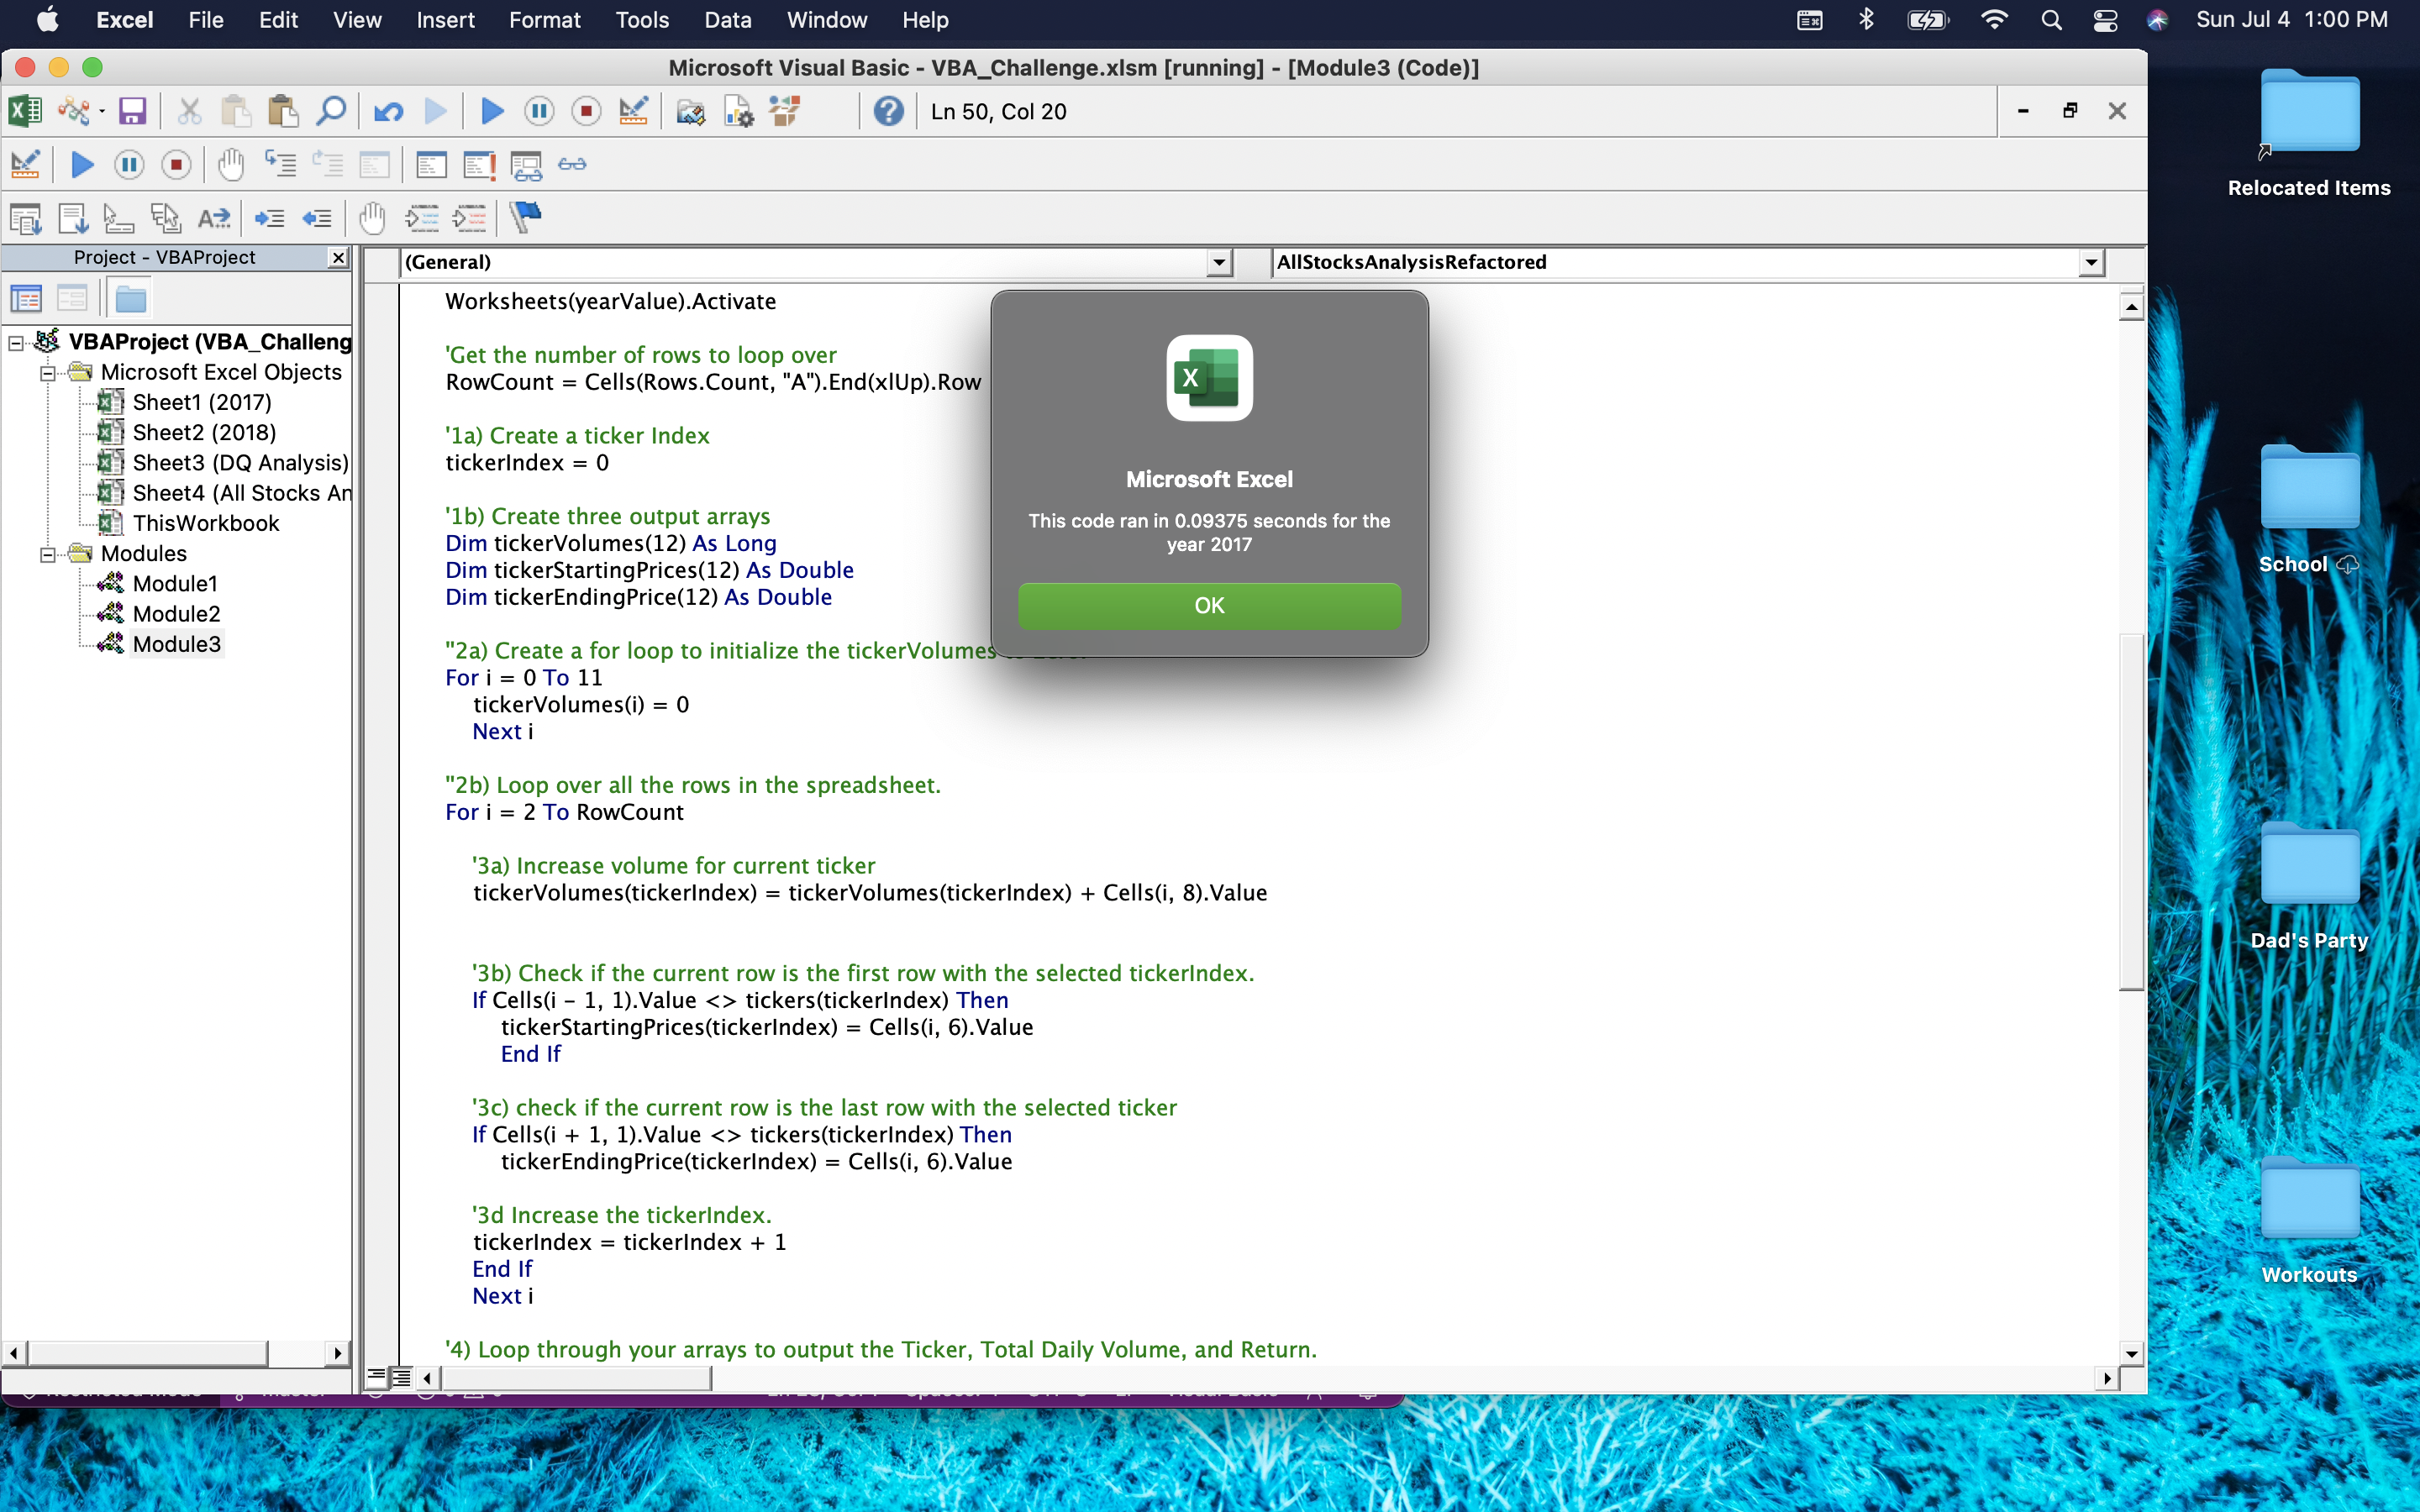 Excel File Edit View Insert Format Tools Data Window Help Sun Jul 4 1:00 PM
Microsoft Visual Basic - VBA_Challenge.xlsm [running] - [Module3 (Code)]
Ln 50, Col 20
Project - VBAProject
(General) AllStocksAnalysisRefactored
VBAProject (VBA_Challeng
Microsoft Excel Objects
Sheet1 (2017)
Sheet2 (2018)
Sheet3 (DQ Analysis)
Sheet4 (All Stocks An
ThisWorkbook
Modules
Module1
Module2
Module3
Worksheets(yearValue).Activate
'Get the number of rows to loop over
RowCount = Cells(Rows.Count, "A").End(xlUp).Row
'1a) Create a ticker Index
tickerIndex = 0
'1b) Create three output arrays
Dim tickerVolumes(12) As Long
Dim tickerStartingPrices(12) As Double
Dim tickerEndingPrice(12) As Double
''2a) Create a for loop to initialize the tickerVolumes
For i = 0 To 11
tickerVolumes(i) = 0
Next i
''2b) Loop over all the rows in the spreadsheet.
For i = 2 To RowCount
'3a) Increase volume for current ticker
tickerVolumes(tickerIndex) = tickerVolumes(tickerIndex) + Cells(i, 8).Value
'3b) Check if the current row is the first row with the selected tickerIndex.
If Cells(i - 1, 1).Value <> tickers(tickerIndex) Then
tickerStartingPrices(tickerIndex) = Cells(i, 6).Value
End If
'3c) check if the current row is the last row with the selected ticker
If Cells(i + 1, 1).Value <> tickers(tickerIndex) Then
tickerEndingPrice(tickerIndex) = Cells(i, 6).Value
'3d Increase the tickerIndex.
tickerIndex = tickerIndex + 1
End If
Next i
'4) Loop through your arrays to output the Ticker, Total Daily Volume, and Return.
Microsoft Excel
This code ran in 0.09375 seconds for the
year 2017
OK
Relocated Items
School
Dad's Party
Workouts